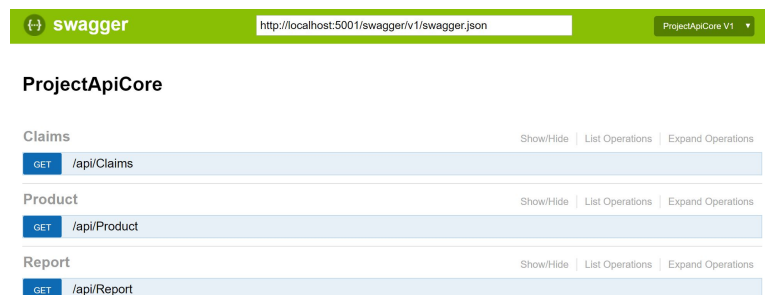 {···} swagger http://localhost:5001/swagger/v1/swagger.json ProjectApiCore V1 ▼
ProjectApiCore
Claims Show/Hide List Operations Expand Operations
GET /api/Claims
Product Show/Hide List Operations Expand Operations
GET /api/Product
Report Show/Hide List Operations Expand Operations
GET /api/Report